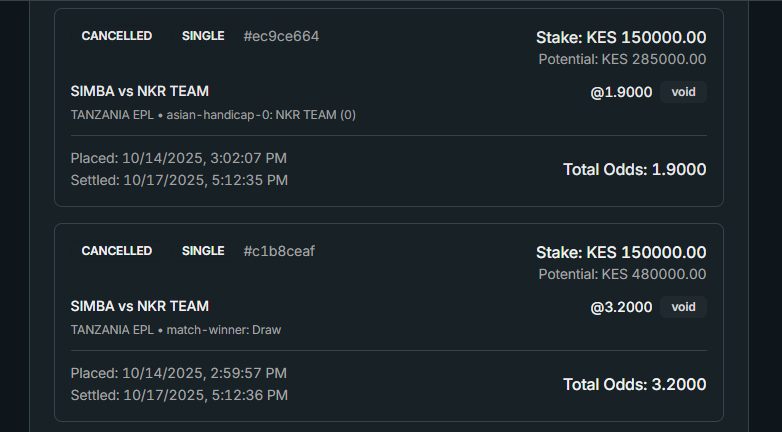 CANCELLED SINGLE #ec9ce664 Stake: KES 150000.00
Potential: KES 285000.00
SIMBA vs NKR TEAM @1.9000 void
TANZANIA EPL • asian-handicap-0: NKR TEAM (0)
Placed: 10/14/2025, 3:02:07 PM
Settled: 10/17/2025, 5:12:35 PM
Total Odds: 1.9000
CANCELLED SINGLE #c1b8ceaf Stake: KES 150000.00
Potential: KES 480000.00
SIMBA vs NKR TEAM @3.2000 void
TANZANIA EPL • match-winner: Draw
Placed: 10/14/2025, 2:59:57 PM
Settled: 10/17/2025, 5:12:36 PM
Total Odds: 3.2000